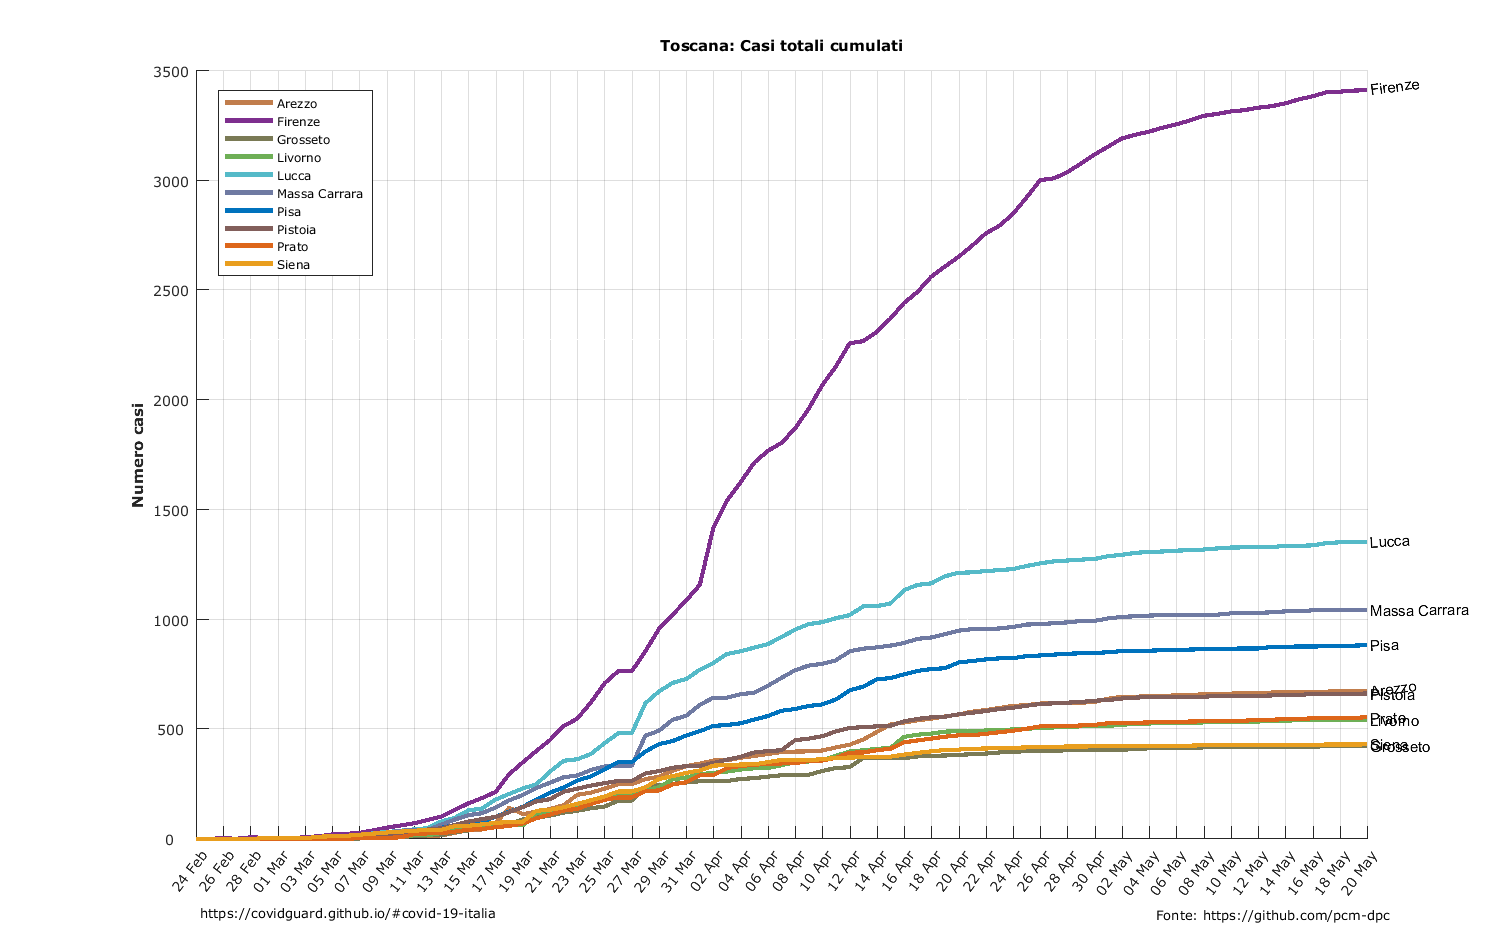 Toscana: Casi totali cumulati
Numero casi
3500
3000
2500
2000
1500
1000
500
0
Arezzo
Firenze
Grosseto
Livorno
Lucca
Massa Carrara
Pisa
Pistoia
Prato
Siena
Firenze
Lucca
Massa Carrara
Pisa
Arezzo
Pistoia
Prato
Livorno
Siena
Grosseto
24 Feb
26 Feb
28 Feb
01 Mar
03 Mar
05 Mar
07 Mar
09 Mar
11 Mar
13 Mar
15 Mar
17 Mar
19 Mar
21 Mar
23 Mar
25 Mar
27 Mar
29 Mar
31 Mar
02 Apr
04 Apr
06 Apr
08 Apr
10 Apr
12 Apr
14 Apr
16 Apr
18 Apr
20 Apr
22 Apr
24 Apr
26 Apr
28 Apr
30 Apr
02 May
04 May
06 May
08 May
10 May
12 May
14 May
16 May
18 May
20 May
https://covidguard.github.io/#covid-19-italia
Fonte: https://github.com/pcm-dpc